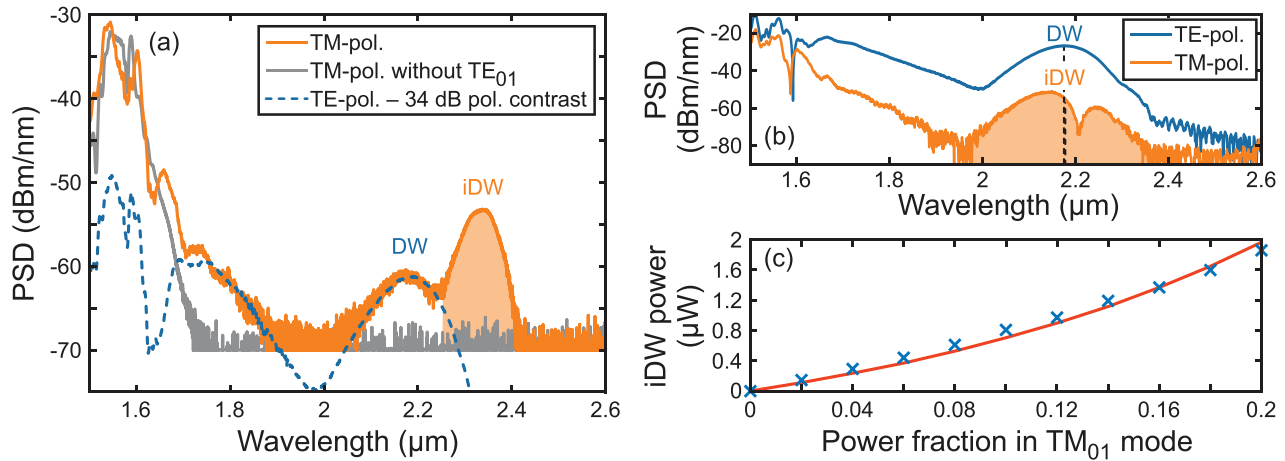 (a)
TM-pol.
TM-pol. without TE01
TE-pol. – 34 dB pol. contrast
DW
iDW
PSD (dBm/nm)
-30
-40
-50
-60
-70
1.6
1.8
2
2.2
2.4
2.6
Wavelength (μm)
PSD
(dBm/nm)
-20
-40
-60
-80
(b)
DW
iDW
TE-pol.
TM-pol.
1.6
1.8
2
2.2
2.4
2.6
Wavelength (μm)
iDW power
(μW)
2
1.6
1.2
0.8
0.4
0
(c)
0
0.04
0.08
0.12
0.16
0.2
Power fraction in TM01 mode